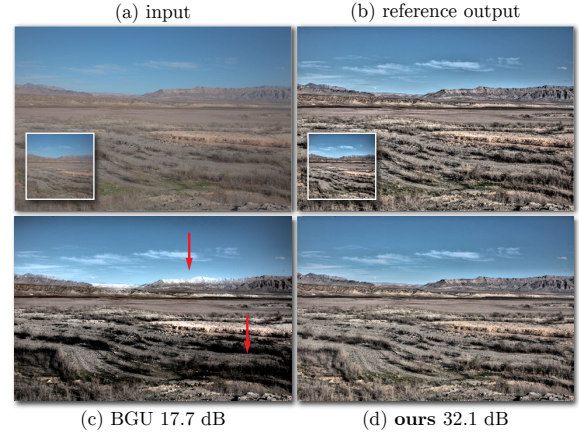 (a) input
(b) reference output
(c) BGU 17.7 dB
(d) ours 32.1 dB